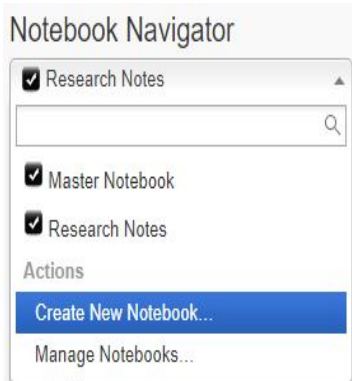 Notebook Navigator
Research Notes
Master Notebook
Research Notes
Actions
Create New Notebook...
Manage Notebooks...